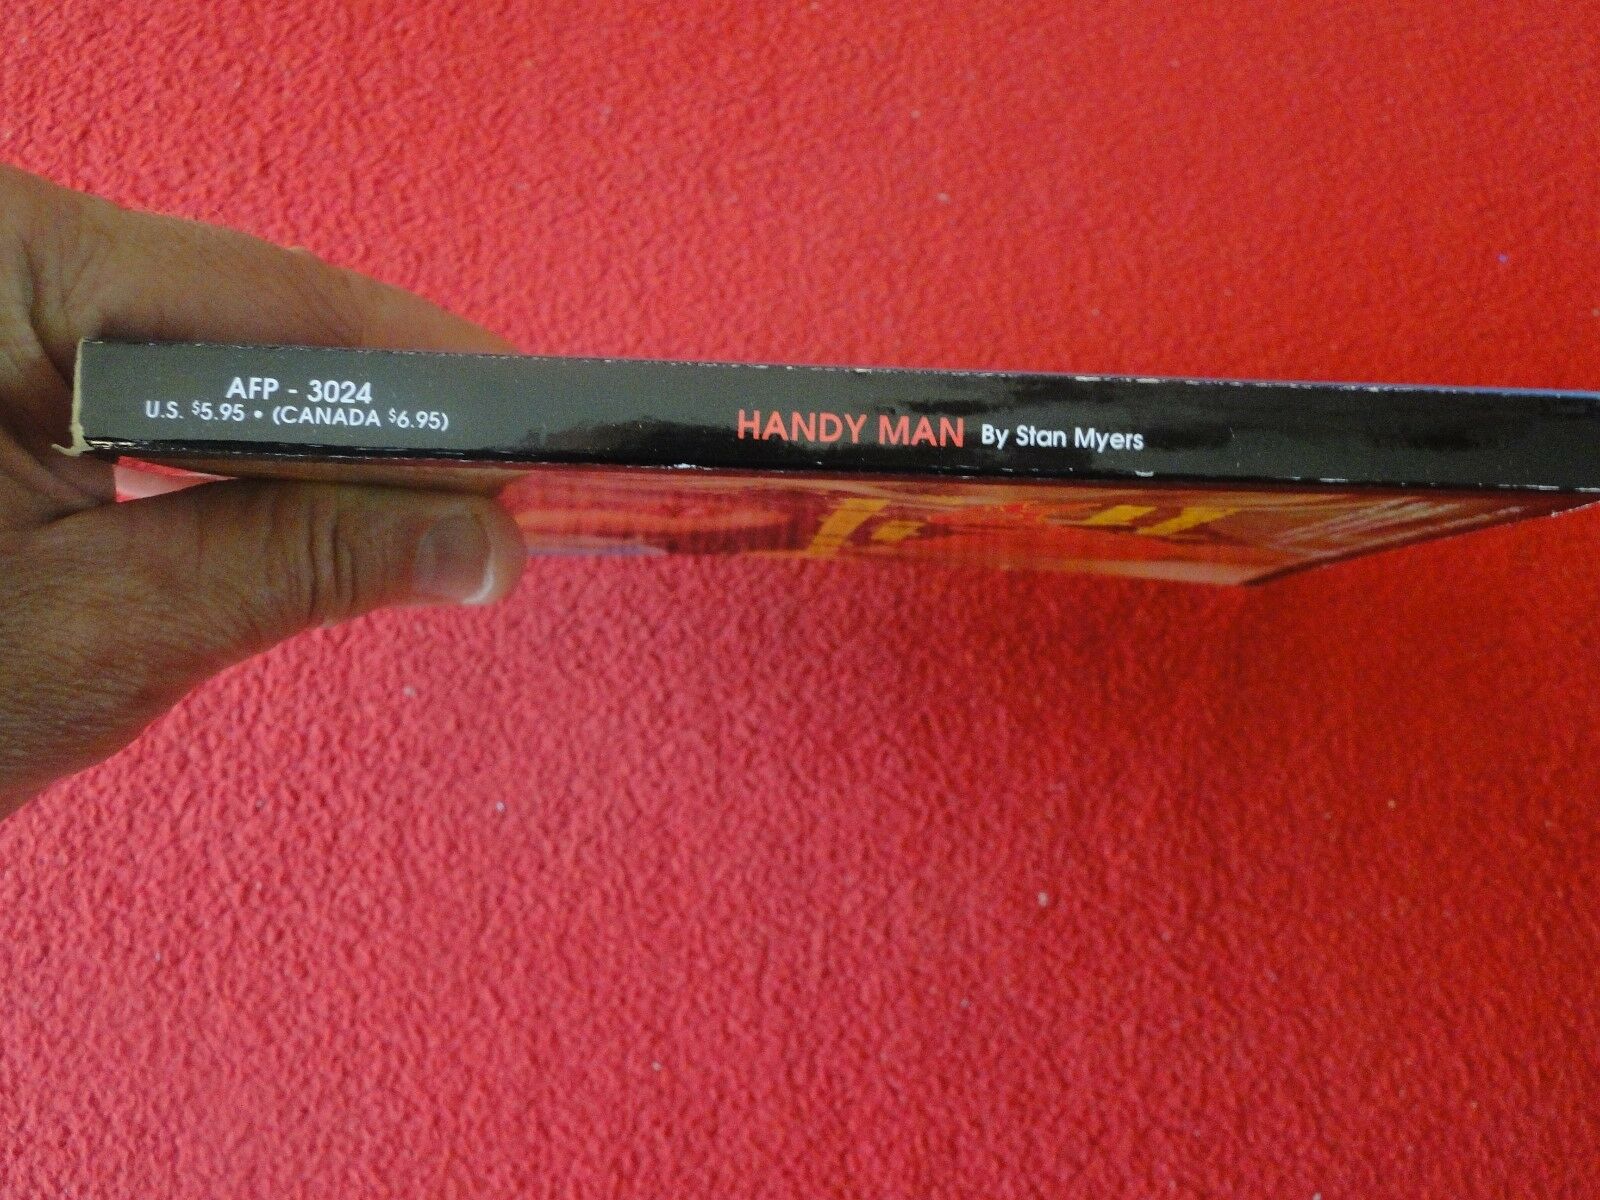 AFP - 3024
U.S. $5.95 • (CANADA $6.95)
HANDY MAN By Stan Myers